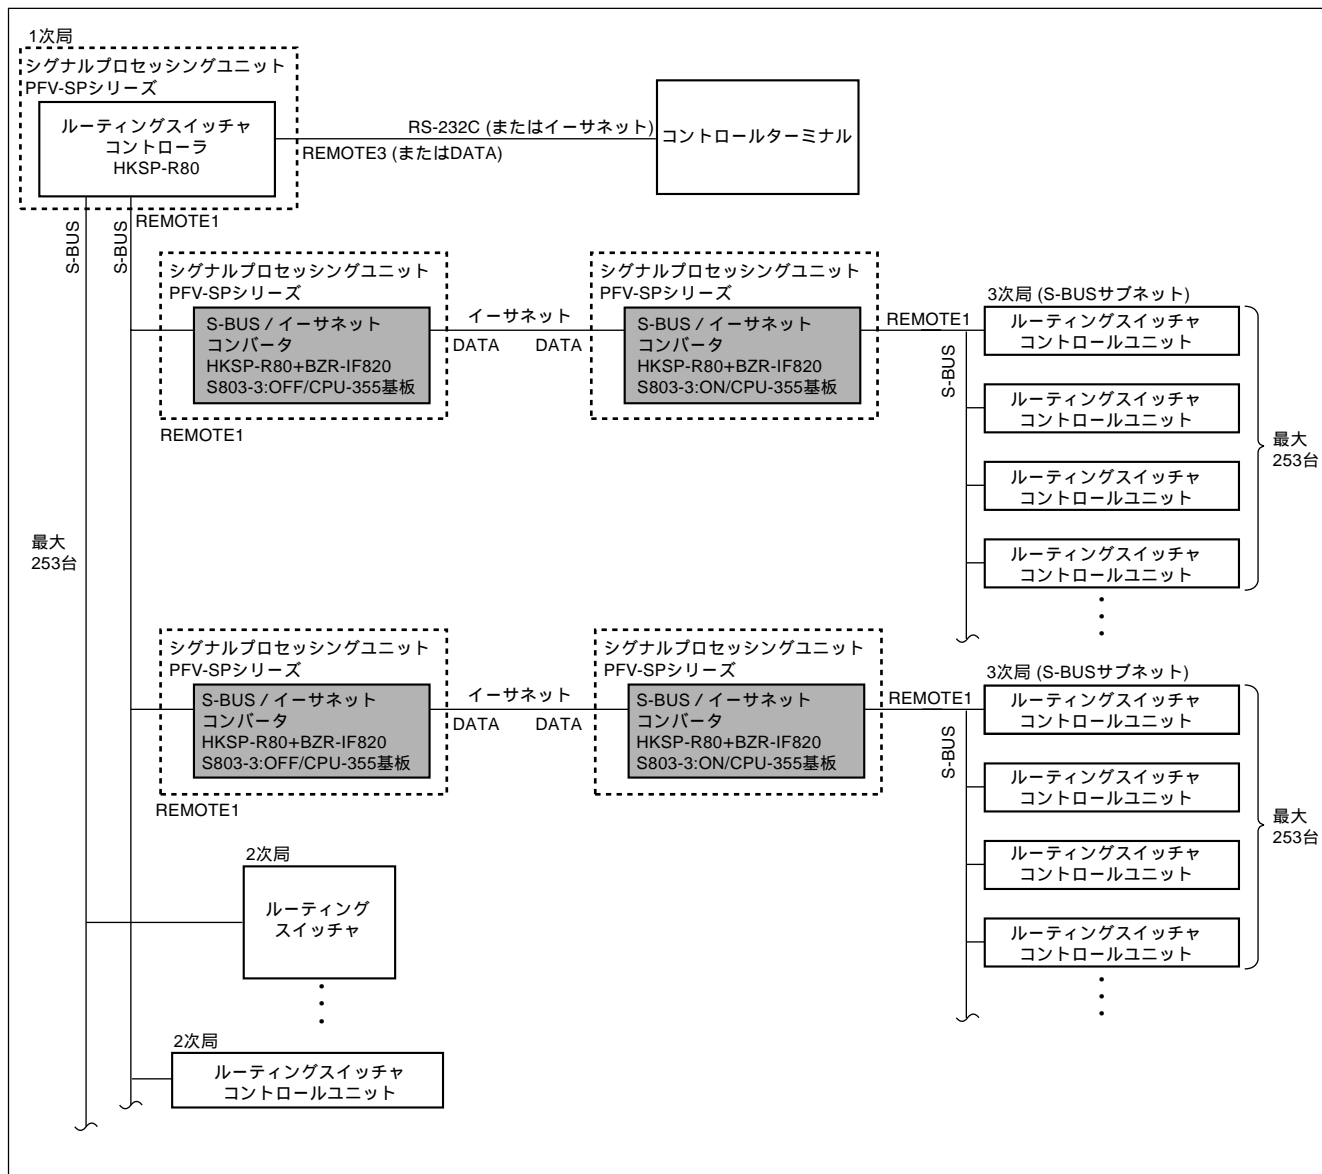 1次局
シグナルプロセッシングユニット
PFV-SPシリーズ
ルーティングスイッチャ
コントローラ
HKSP-R80
RS-232C (またはイーサネット)
REMOTE3 (またはDATA)
コントロールターミナル
S-BUS
S-BUS
REMOTE1
シグナルプロセッシングユニット
PFV-SPシリーズ
S-BUS / イーサネット
コンバータ
HKSP-R80+BZR-IF820
S803-3:OFF/CPU-355基板
REMOTE1
イーサネット
DATA
DATA
シグナルプロセッシングユニット
PFV-SPシリーズ
S-BUS / イーサネット
コンバータ
HKSP-R80+BZR-IF820
S803-3:ON/CPU-355基板
REMOTE1
S-BUS
3次局 (S-BUSサブネット)
ルーティングスイッチャ
コントロールユニット
ルーティングスイッチャ
コントロールユニット
ルーティングスイッチャ
コントロールユニット
ルーティングスイッチャ
コントロールユニット
最大
253台
最大
253台
シグナルプロセッシングユニット
PFV-SPシリーズ
S-BUS / イーサネット
コンバータ
HKSP-R80+BZR-IF820
S803-3:OFF/CPU-355基板
REMOTE1
イーサネット
DATA
DATA
シグナルプロセッシングユニット
PFV-SPシリーズ
S-BUS / イーサネット
コンバータ
HKSP-R80+BZR-IF820
S803-3:ON/CPU-355基板
REMOTE1
S-BUS
3次局 (S-BUSサブネット)
ルーティングスイッチャ
コントロールユニット
ルーティングスイッチャ
コントロールユニット
ルーティングスイッチャ
コントロールユニット
ルーティングスイッチャ
コントロールユニット
最大
253台
2次局
ルーティング
スイッチャ
2次局
ルーティングスイッチャ
コントロールユニット